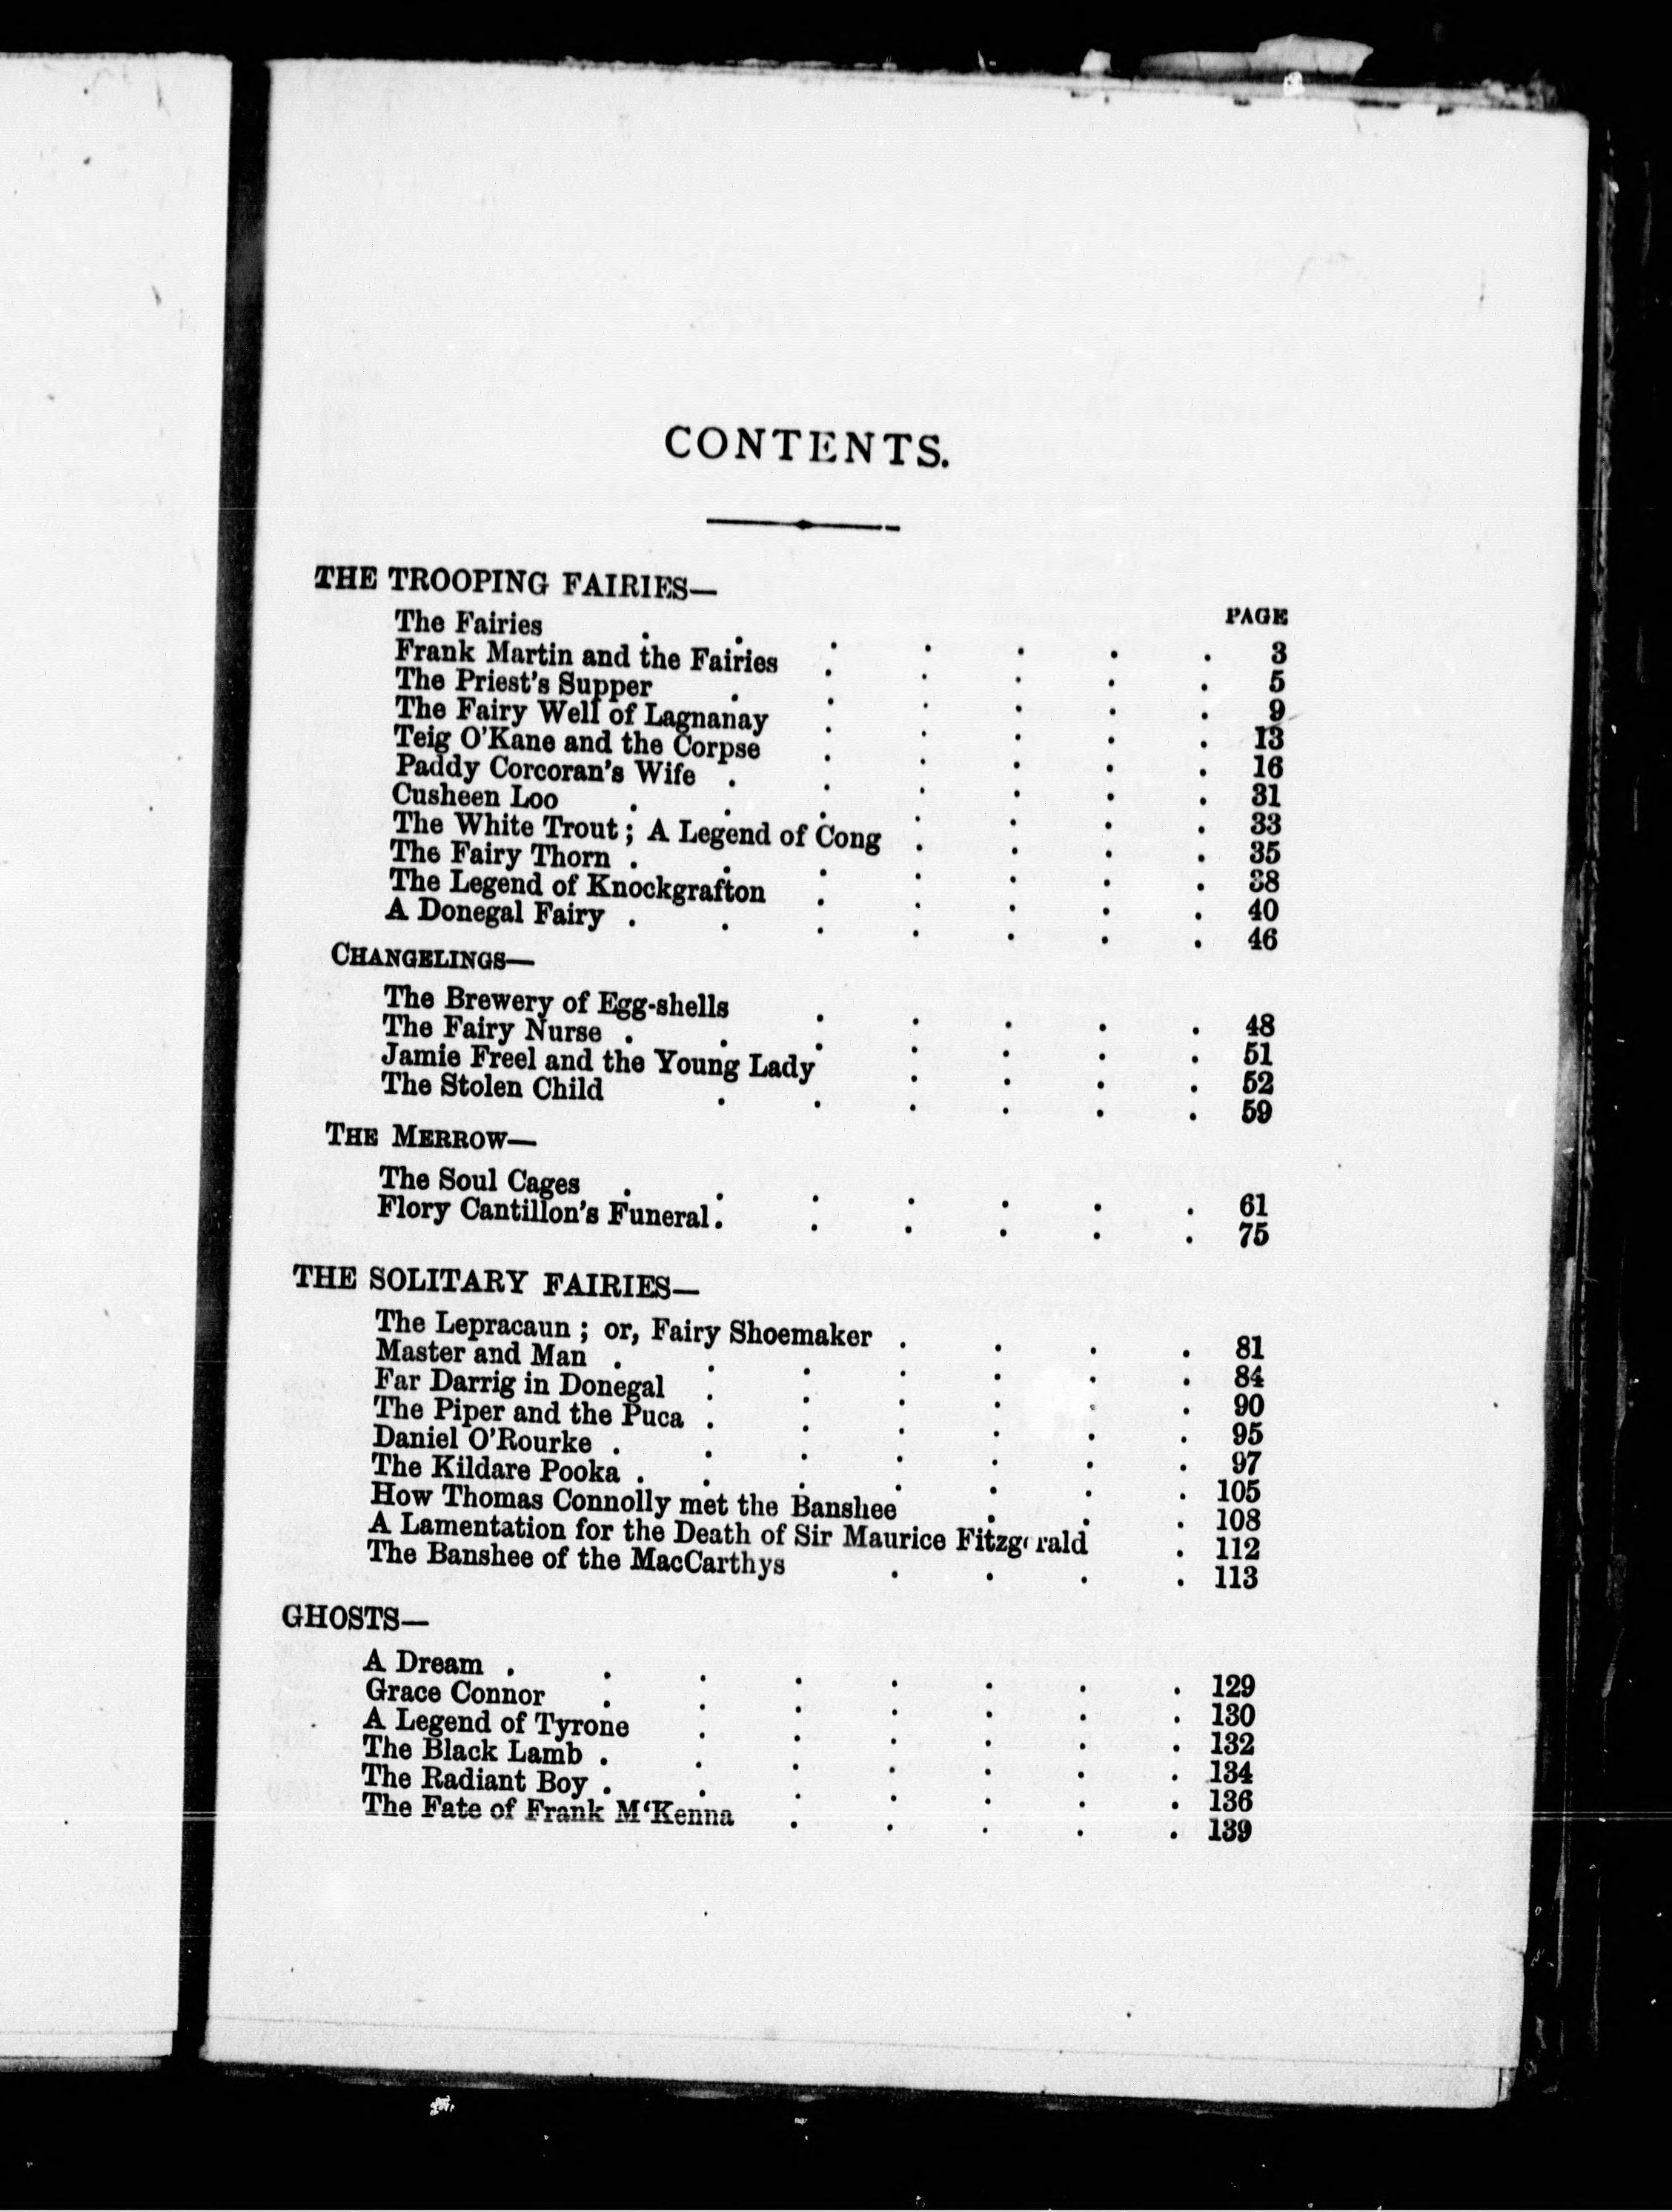 CONTENTS.
THE TROOPING FAIRIES—
PAGE
The Fairies . . . . . . . 3
Frank Martin and the Fairies . . . . . 5
The Priest's Supper . . . . . . 9
The Fairy Well of Lagnanay . . . . . 13
Teig O'Kane and the Corpse . . . . . 16
Paddy Corcoran's Wife . . . . . . 31
Cusheen Loo . . . . . . . 33
The White Trout ; A Legend of Cong . . . . 35
The Fairy Thorn . . . . . . . 38
The Legend of Knockgrafton . . . . . 40
A Donegal Fairy . . . . . . . 46
CHANGELINGS—
The Brewery of Egg-shells . . . . . 48
The Fairy Nurse . . . . . . . 51
Jamie Freel and the Young Lady . . . . 52
The Stolen Child . . . . . . 59
THE MERROW—
The Soul Cages . . . . . . . 61
Flory Cantillon's Funeral . . . . . . 75
THE SOLITARY FAIRIES—
The Lepracaun ; or, Fairy Shoemaker . . . . 81
Master and Man . . . . . . . 84
Far Darrig in Donegal . . . . . . 90
The Piper and the Puca . . . . . . 95
Daniel O'Rourke . . . . . . . 97
The Kildare Pooka . . . . . . . 105
How Thomas Connolly met the Banshee . . . 108
A Lamentation for the Death of Sir Maurice Fitzgerald . 112
The Banshee of the MacCarthys . . . . 113
GHOSTS—
A Dream . . . . . . . . 129
Grace Connor . . . . . . . 130
A Legend of Tyrone . . . . . . 132
The Black Lamb . . . . . . . 134
The Radiant Boy . . . . . . . 136
The Fate of Frank M‘Kenna . . . . . 139